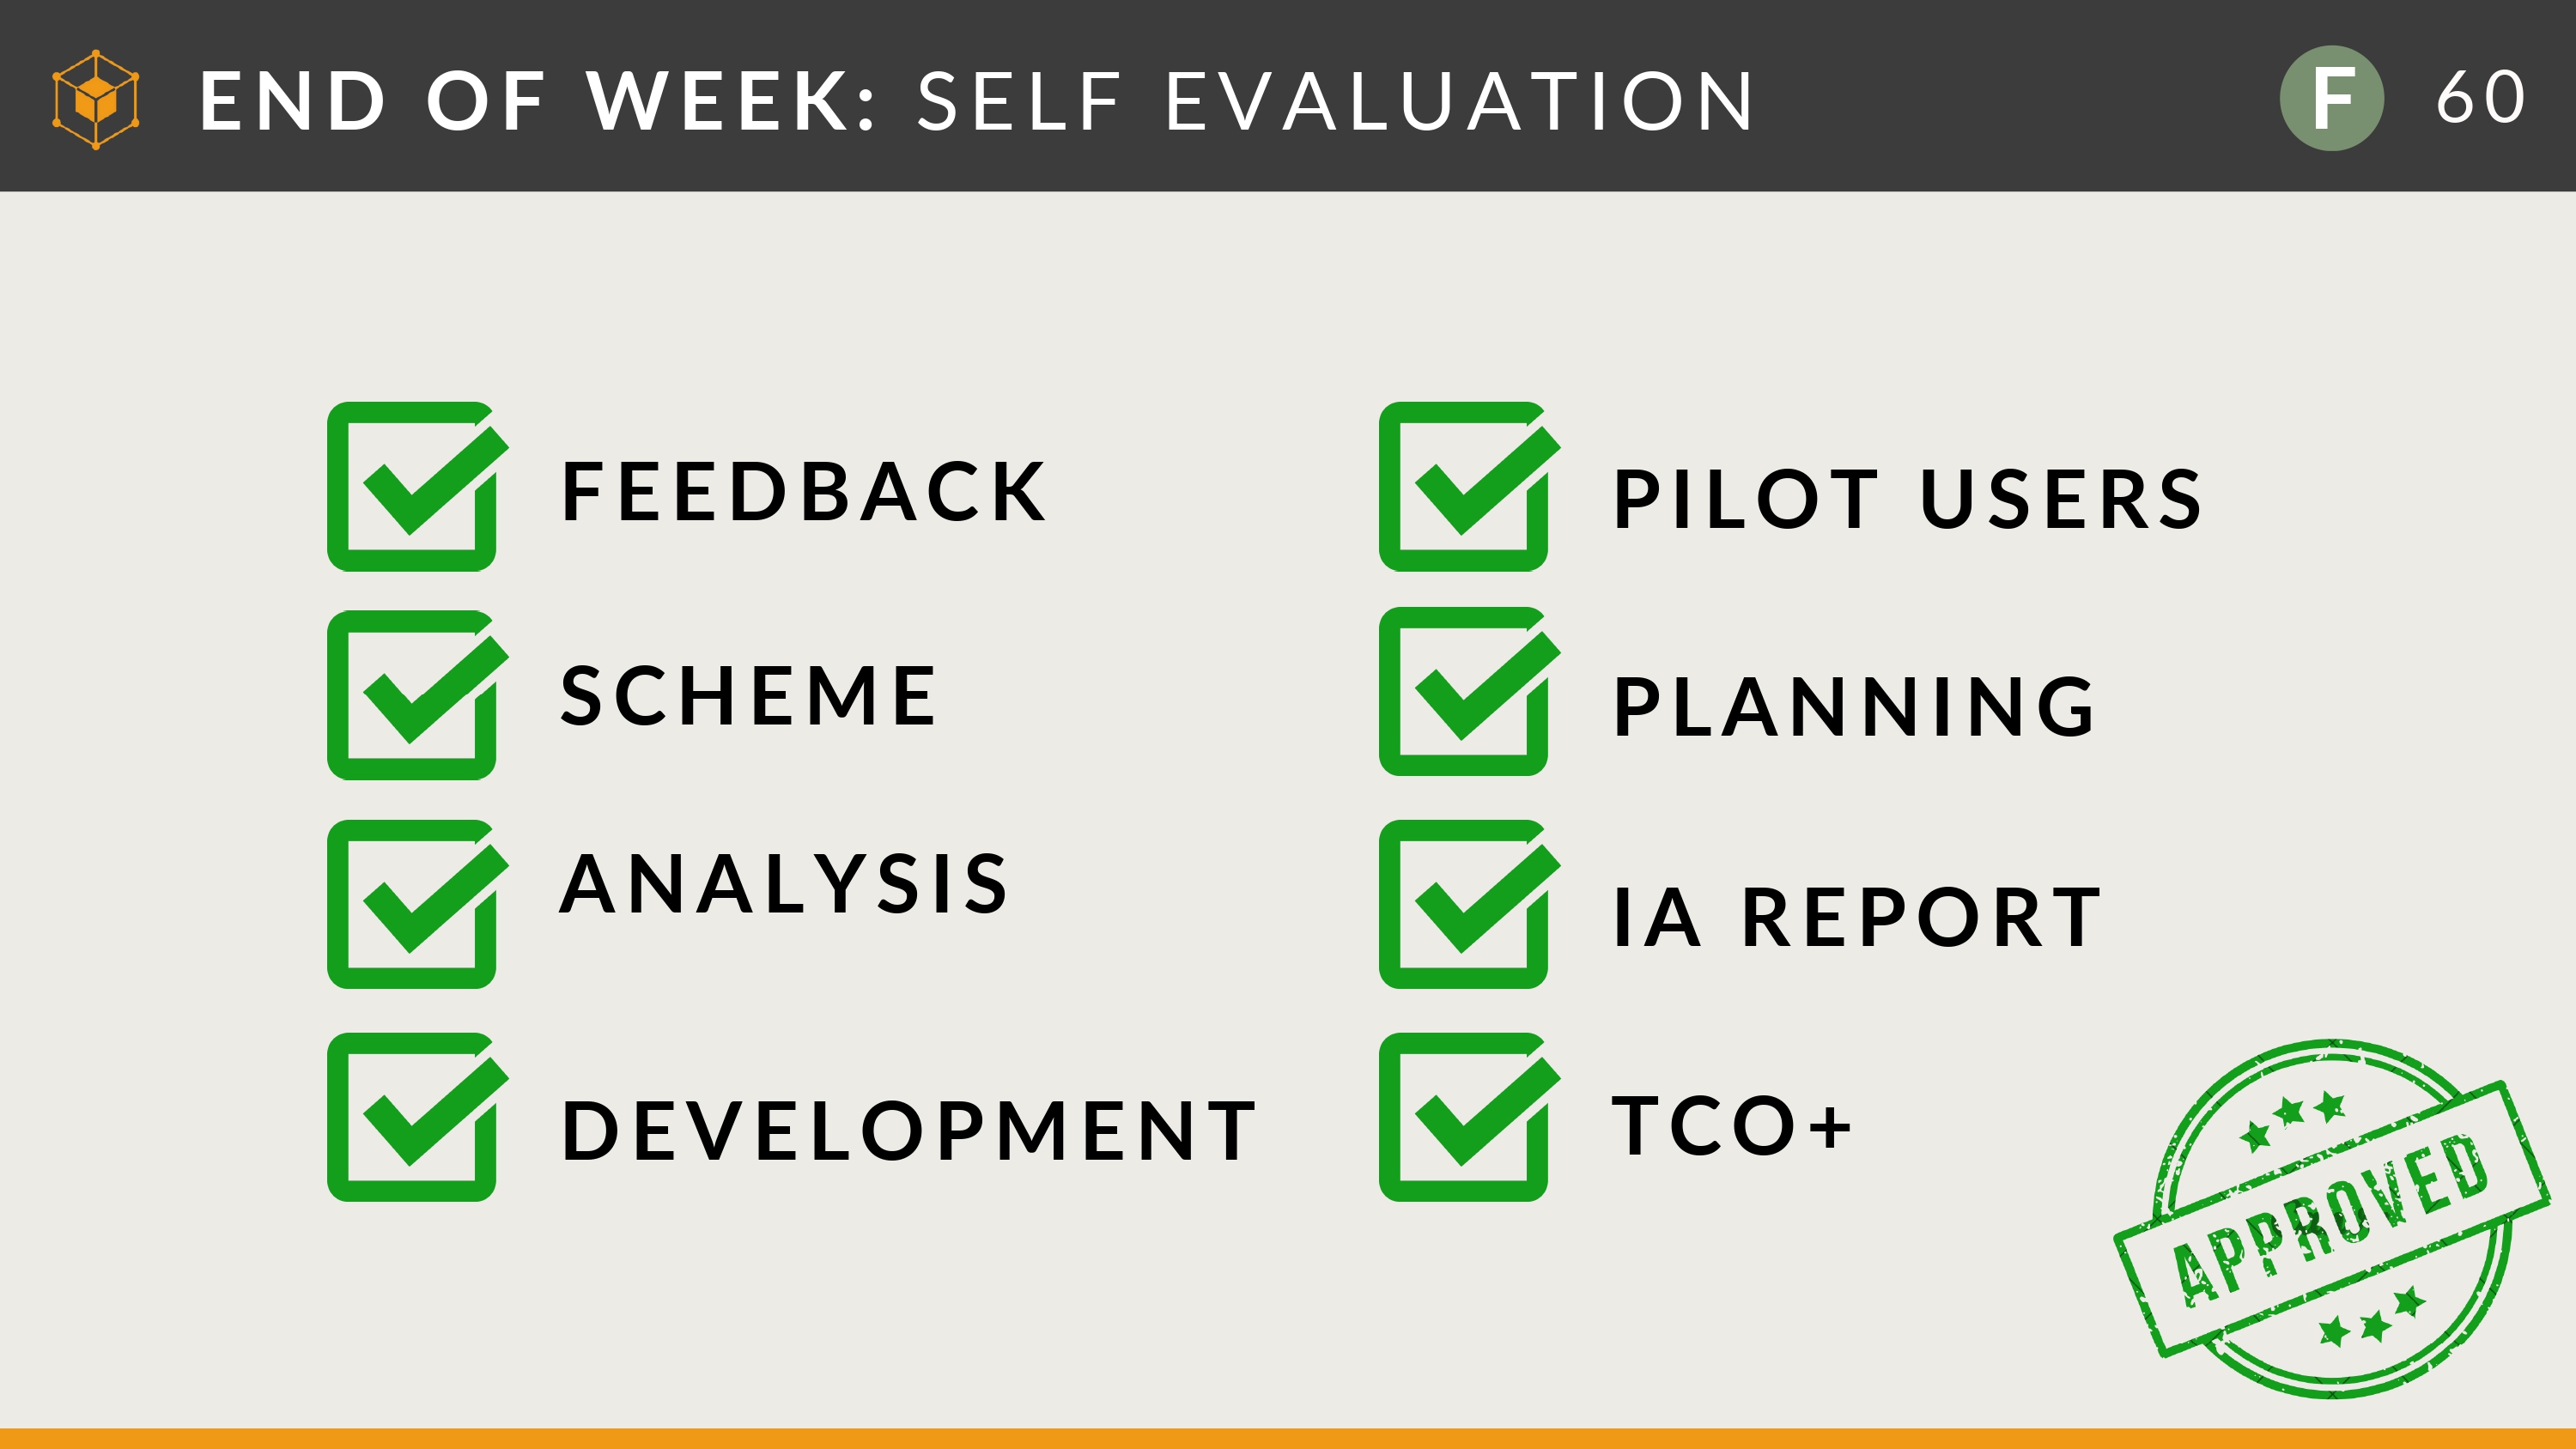 END OF WEEK: SELF EVALUATION
F 60
FEEDBACK
SCHEME
ANALYSIS
DEVELOPMENT
PILOT USERS
PLANNING
IA REPORT
TCO+
APPROVED